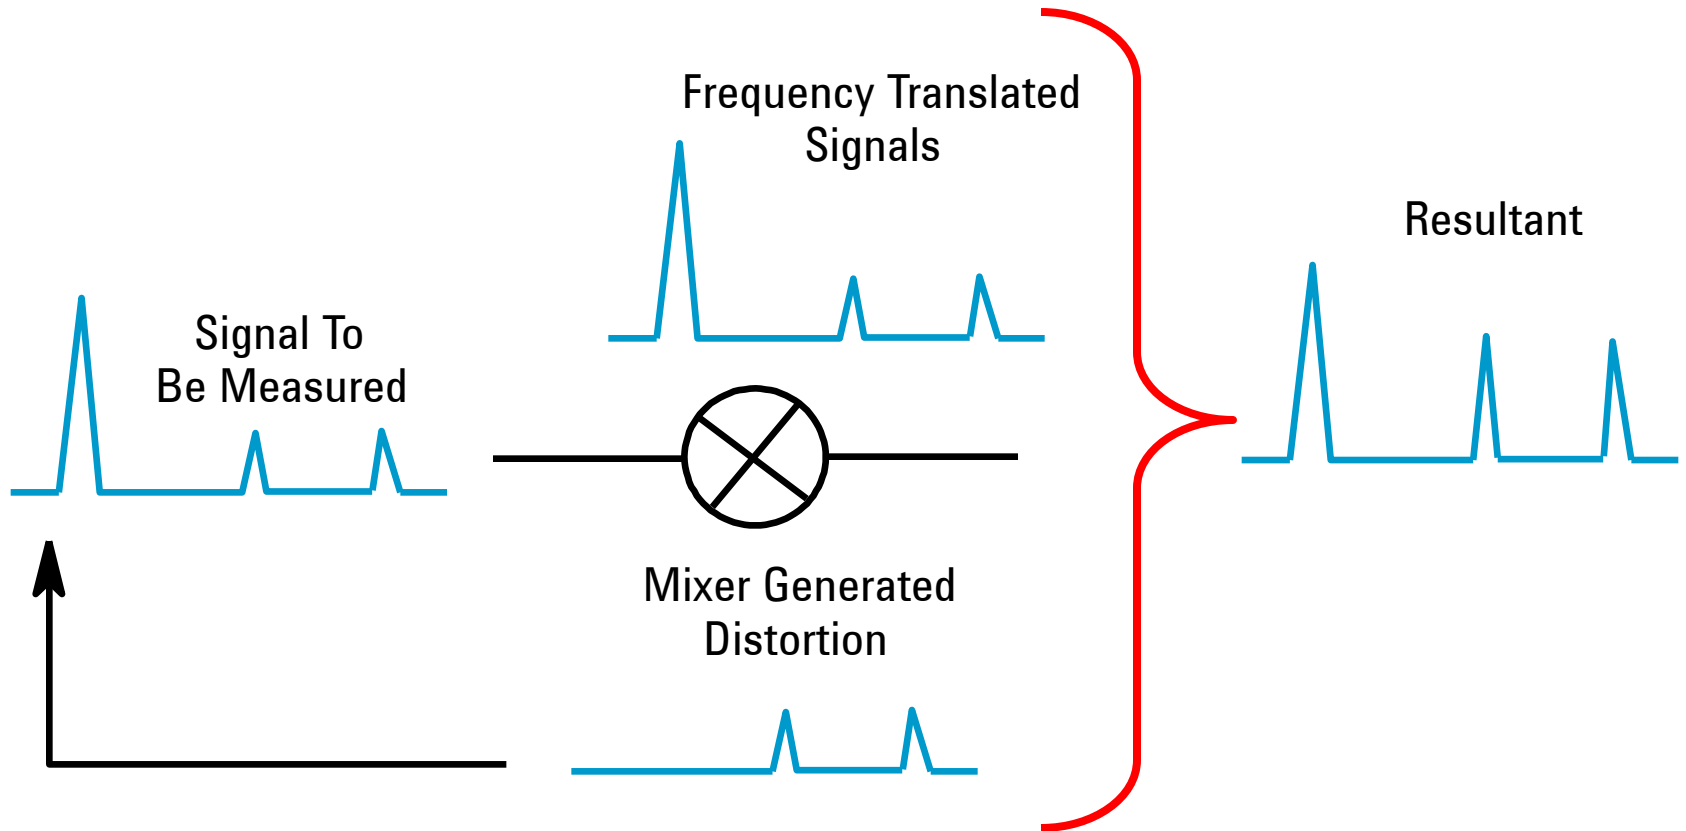 Frequency Translated
Signals
Resultant
Signal To
Be Measured
Mixer Generated
Distortion